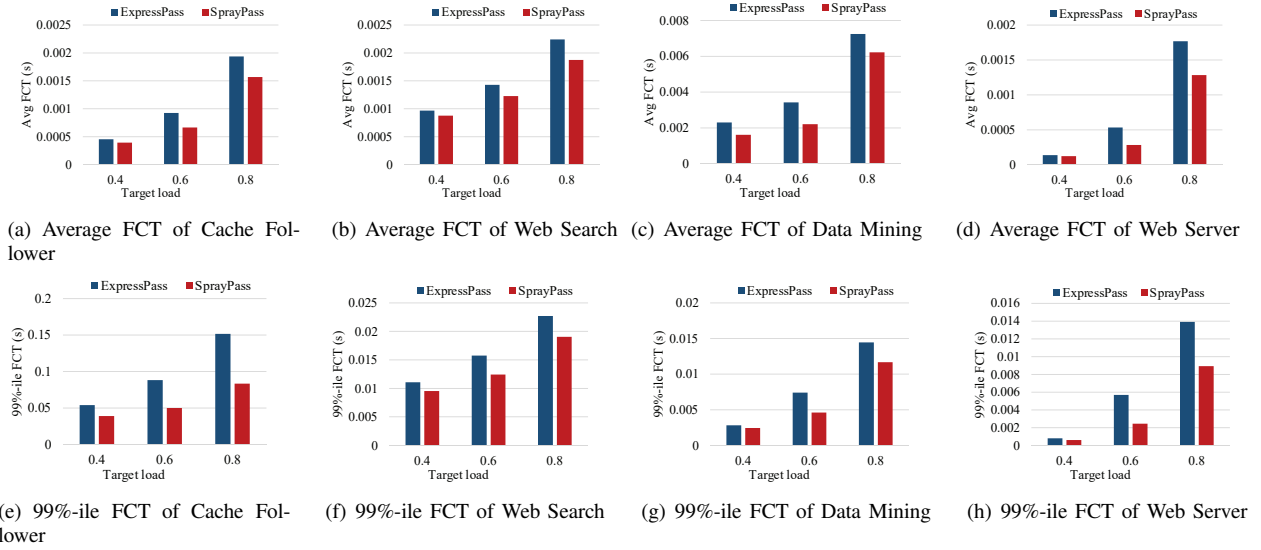 ExpressPass SprayPass
0.0025
0.002
0.0015
0.001
0.0005
0
Avg FCT (s)
0.4 0.6 0.8
Target load
(a) Average FCT of Cache Fol-
lower
ExpressPass SprayPass
0.0025
0.002
0.0015
0.001
0.0005
0
Avg FCT (s)
0.4 0.6 0.8
Target load
(b) Average FCT of Web Search
ExpressPass SprayPass
0.008
0.006
0.004
0.002
0
Avg FCT (s)
0.4 0.6 0.8
Target load
(c) Average FCT of Data Mining
ExpressPass SprayPass
0.002
0.0015
0.001
0.0005
0
Avg FCT (s)
0.4 0.6 0.8
Target load
(d) Average FCT of Web Server
ExpressPass SprayPass
0.2
0.15
0.1
0.05
0
99%-ile FCT (s)
0.4 0.6 0.8
Target load
(e) 99%-ile FCT of Cache Fol-
lower
ExpressPass SprayPass
0.025
0.02
0.015
0.01
0.005
0
99%-ile FCT (s)
0.4 0.6 0.8
Target load
(f) 99%-ile FCT of Web Search
ExpressPass SprayPass
0.02
0.015
0.01
0.005
0
99%-ile FCT (s)
0.4 0.6 0.8
Target load
(g) 99%-ile FCT of Data Mining
ExpressPass SprayPass
0.016
0.014
0.012
0.01
0.008
0.006
0.004
0.002
0
99%-ile FCT (s)
0.4 0.6 0.8
Target load
(h) 99%-ile FCT of Web Server